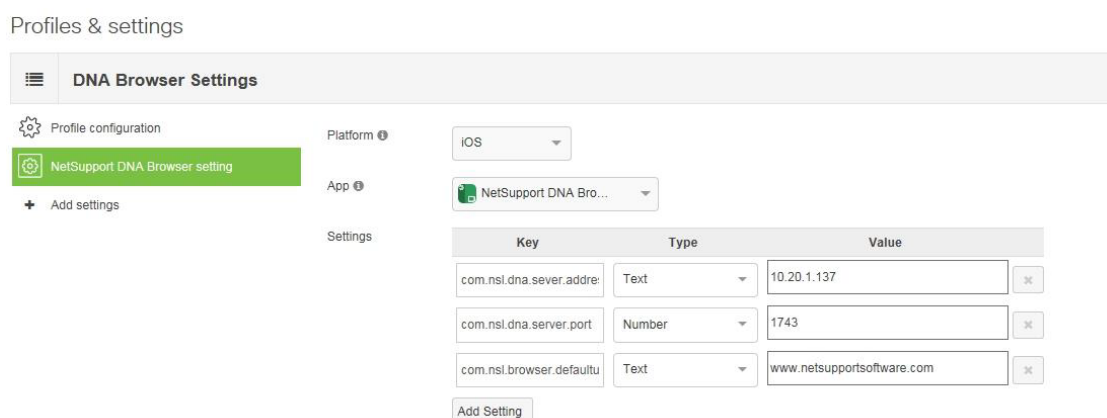 Profiles & settings
DNA Browser Settings
Profile configuration
NetSupport DNA Browser setting
Add settings
Platform
iOS
App
NetSupport DNA Bro...
Settings
Key Type Value
com.nsl.dna.sever.addre Text 10.20.1.137
com.nsl.dna.server.port Number 1743
com.nsl.browser.defaultu Text www.netsupportsoftware.com
Add Setting